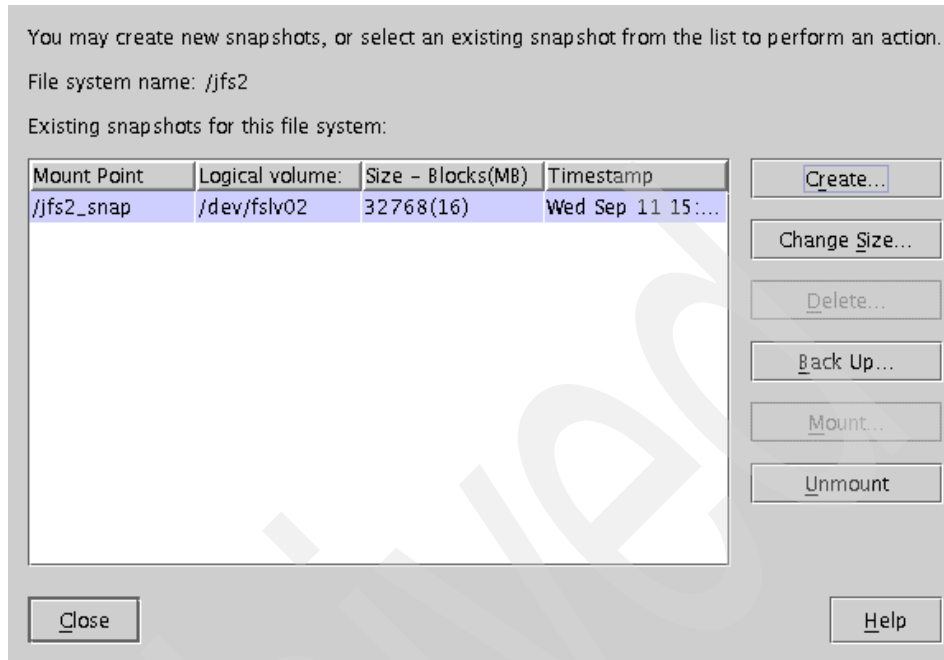 You may create new snapshots, or select an existing snapshot from the list to perform an action.
File system name: /jfs2
Existing snapshots for this file system:
Mount Point Logical volume: Size - Blocks(MB) Timestamp
/jfs2_snap /dev/fslv02 32768(16) Wed Sep 11 15:...
Create...
Change Size...
Delete...
Back Up...
Mount...
Unmount
Close
Help